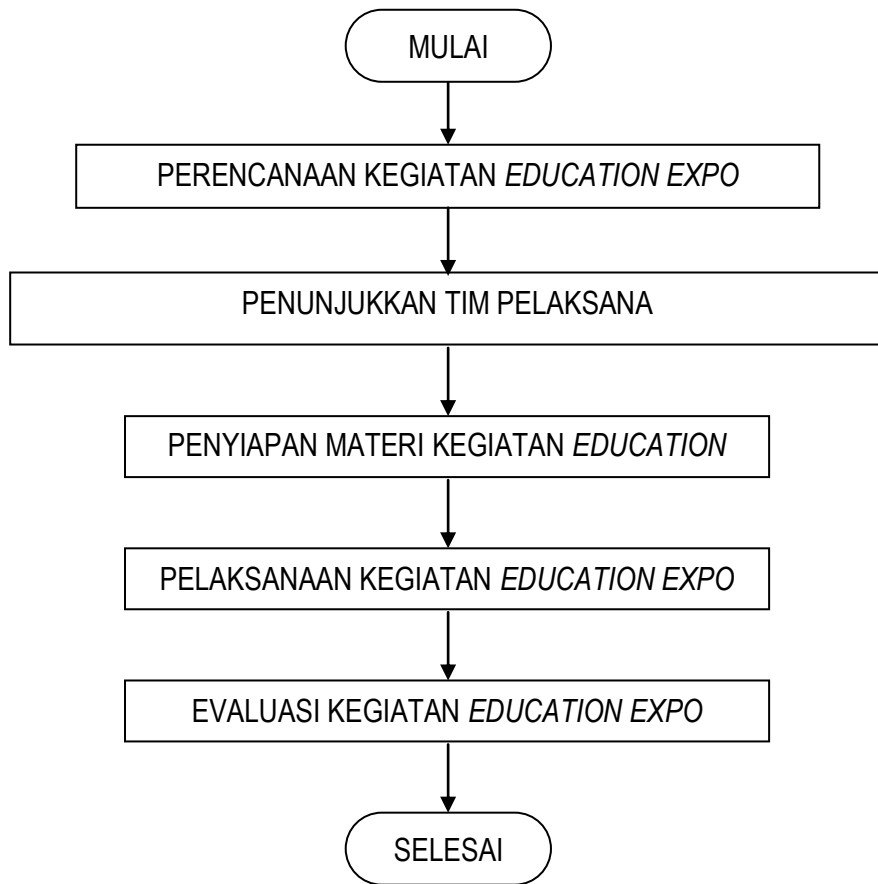 MULAI
PERENCANAAN KEGIATAN EDUCATION EXPO
PENUNJUKKAN TIM PELAKSANA
PENYIAPAN MATERI KEGIATAN EDUCATION
PELAKSANAAN KEGIATAN EDUCATION EXPO
EVALUASI KEGIATAN EDUCATION EXPO
SELESAI